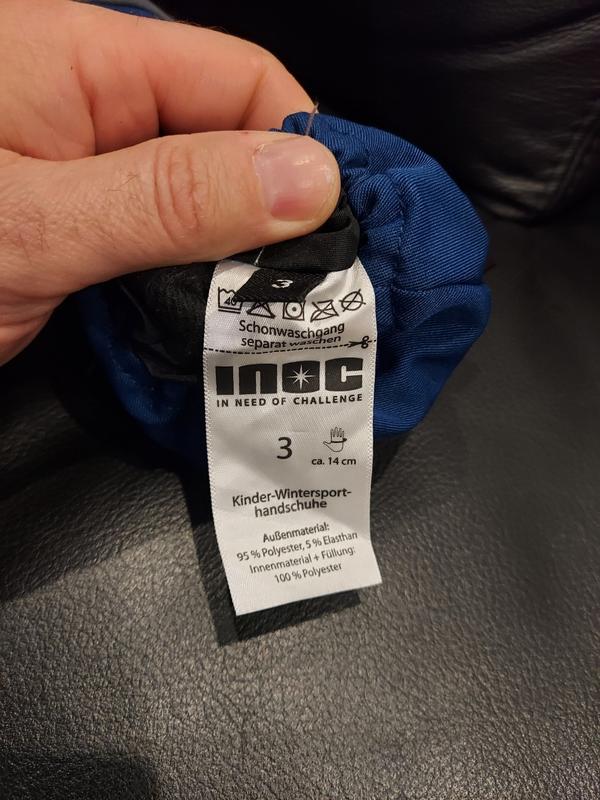 3
40
Schonwaschgang
separat waschen
INOC
IN NEED OF CHALLENGE
3
ca. 14 cm
Kinder-Wintersport-
handschuhe
Außenmaterial:
95 % Polyester, 5 % Elasthan
Innenmaterial + Füllung:
100 % Polyester